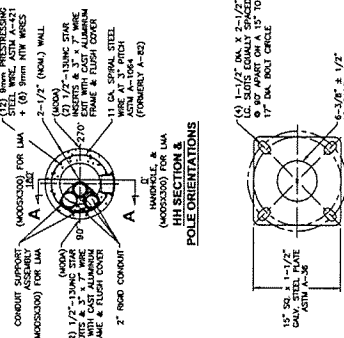 (12) 9mm PRESTRESSING
STEEL WIRE, ASTM A-421
+ (6) 9mm NTW WIRES
2-1/2" (NOM.) WALL
(MODA)
(2) 1/2"-13UNC STAR
INSERTS & 3" x 7" WIRE
EXIT WITH CAST ALUMINUM
FRAME & FLUSH COVER
11 GA. SPIRAL STEEL
WIRE AT 3" PITCH
ASTM A-1064
(FORMERLY A-82)
(MODSX300) FOR LMA
CONDUIT SUPPORT
ASSEMBLY
(MODSX300) FOR LMA
(MODA)
2) 1/2"-13UNC STAR
& 3" x 7" WIRE
WITH CAST ALUMINUM
& FLUSH COVER
2" RIGID CONDUIT
A
A
90°
270°
0'
HANDHOLE, &
(MODSX300) FOR LMA
HH SECTION &
POLE ORIENTATIONS
(4) 1-1/2" DIA. X 2-1/2"
LG. SLOTS EQUALLY SPACED
@ 90° APART ON A 15" TO
17" DIA. BOLT CIRCLE
6-3/8" ± 1/2"
15" SQ. x 1-1/2"
GALV. STEEL PLATE
ASTM A-36